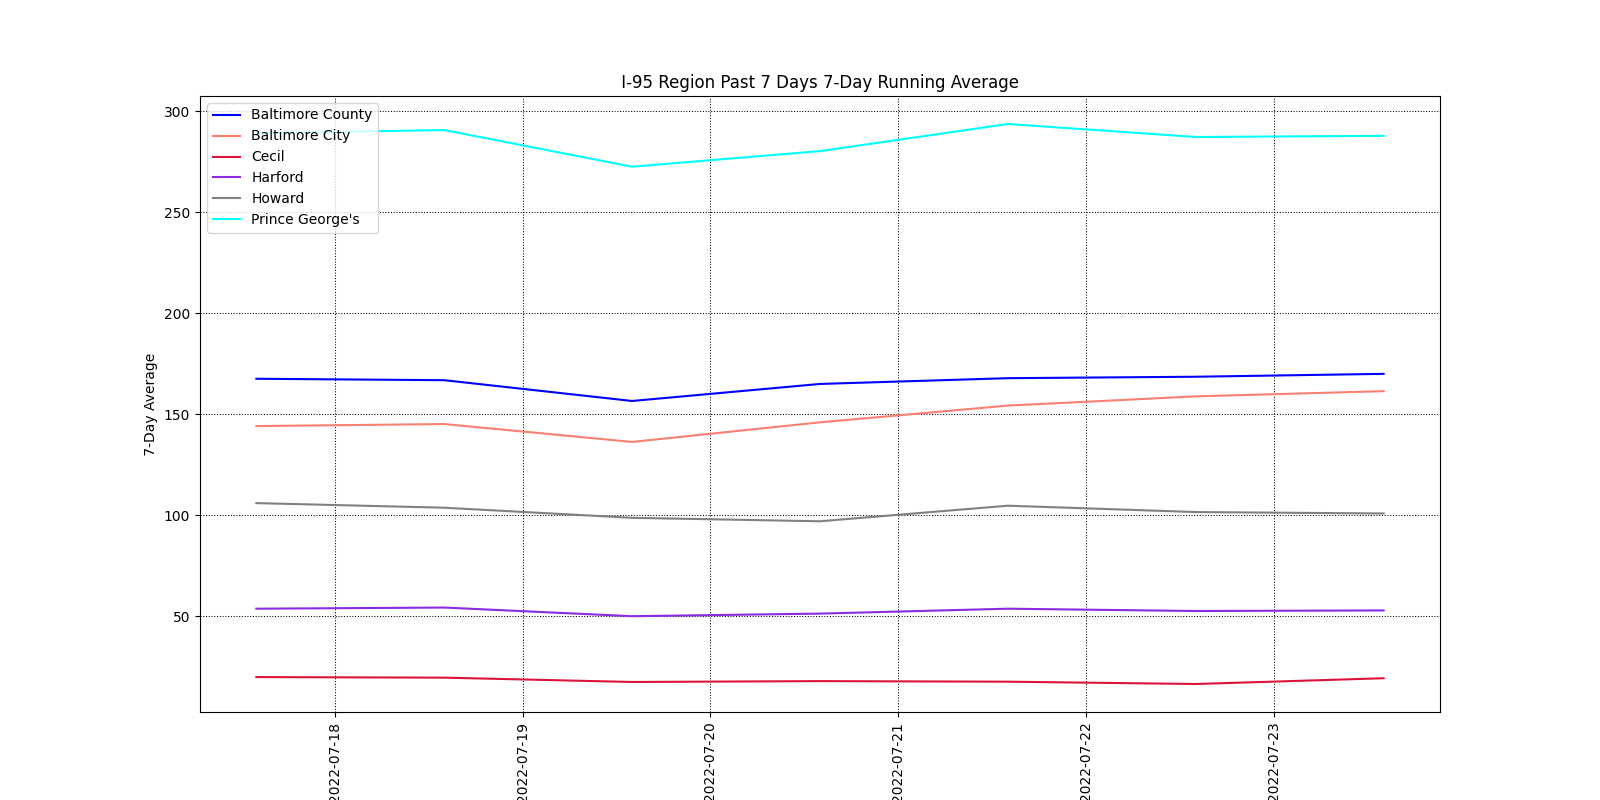 I-95 Region Past 7 Days 7-Day Running Average
300
250
200
150
100
50
7-Day Average
Baltimore County
Baltimore City
Cecil
Harford
Howard
Prince George's
2022-07-18
2022-07-19
2022-07-20
2022-07-21
2022-07-22
2022-07-23